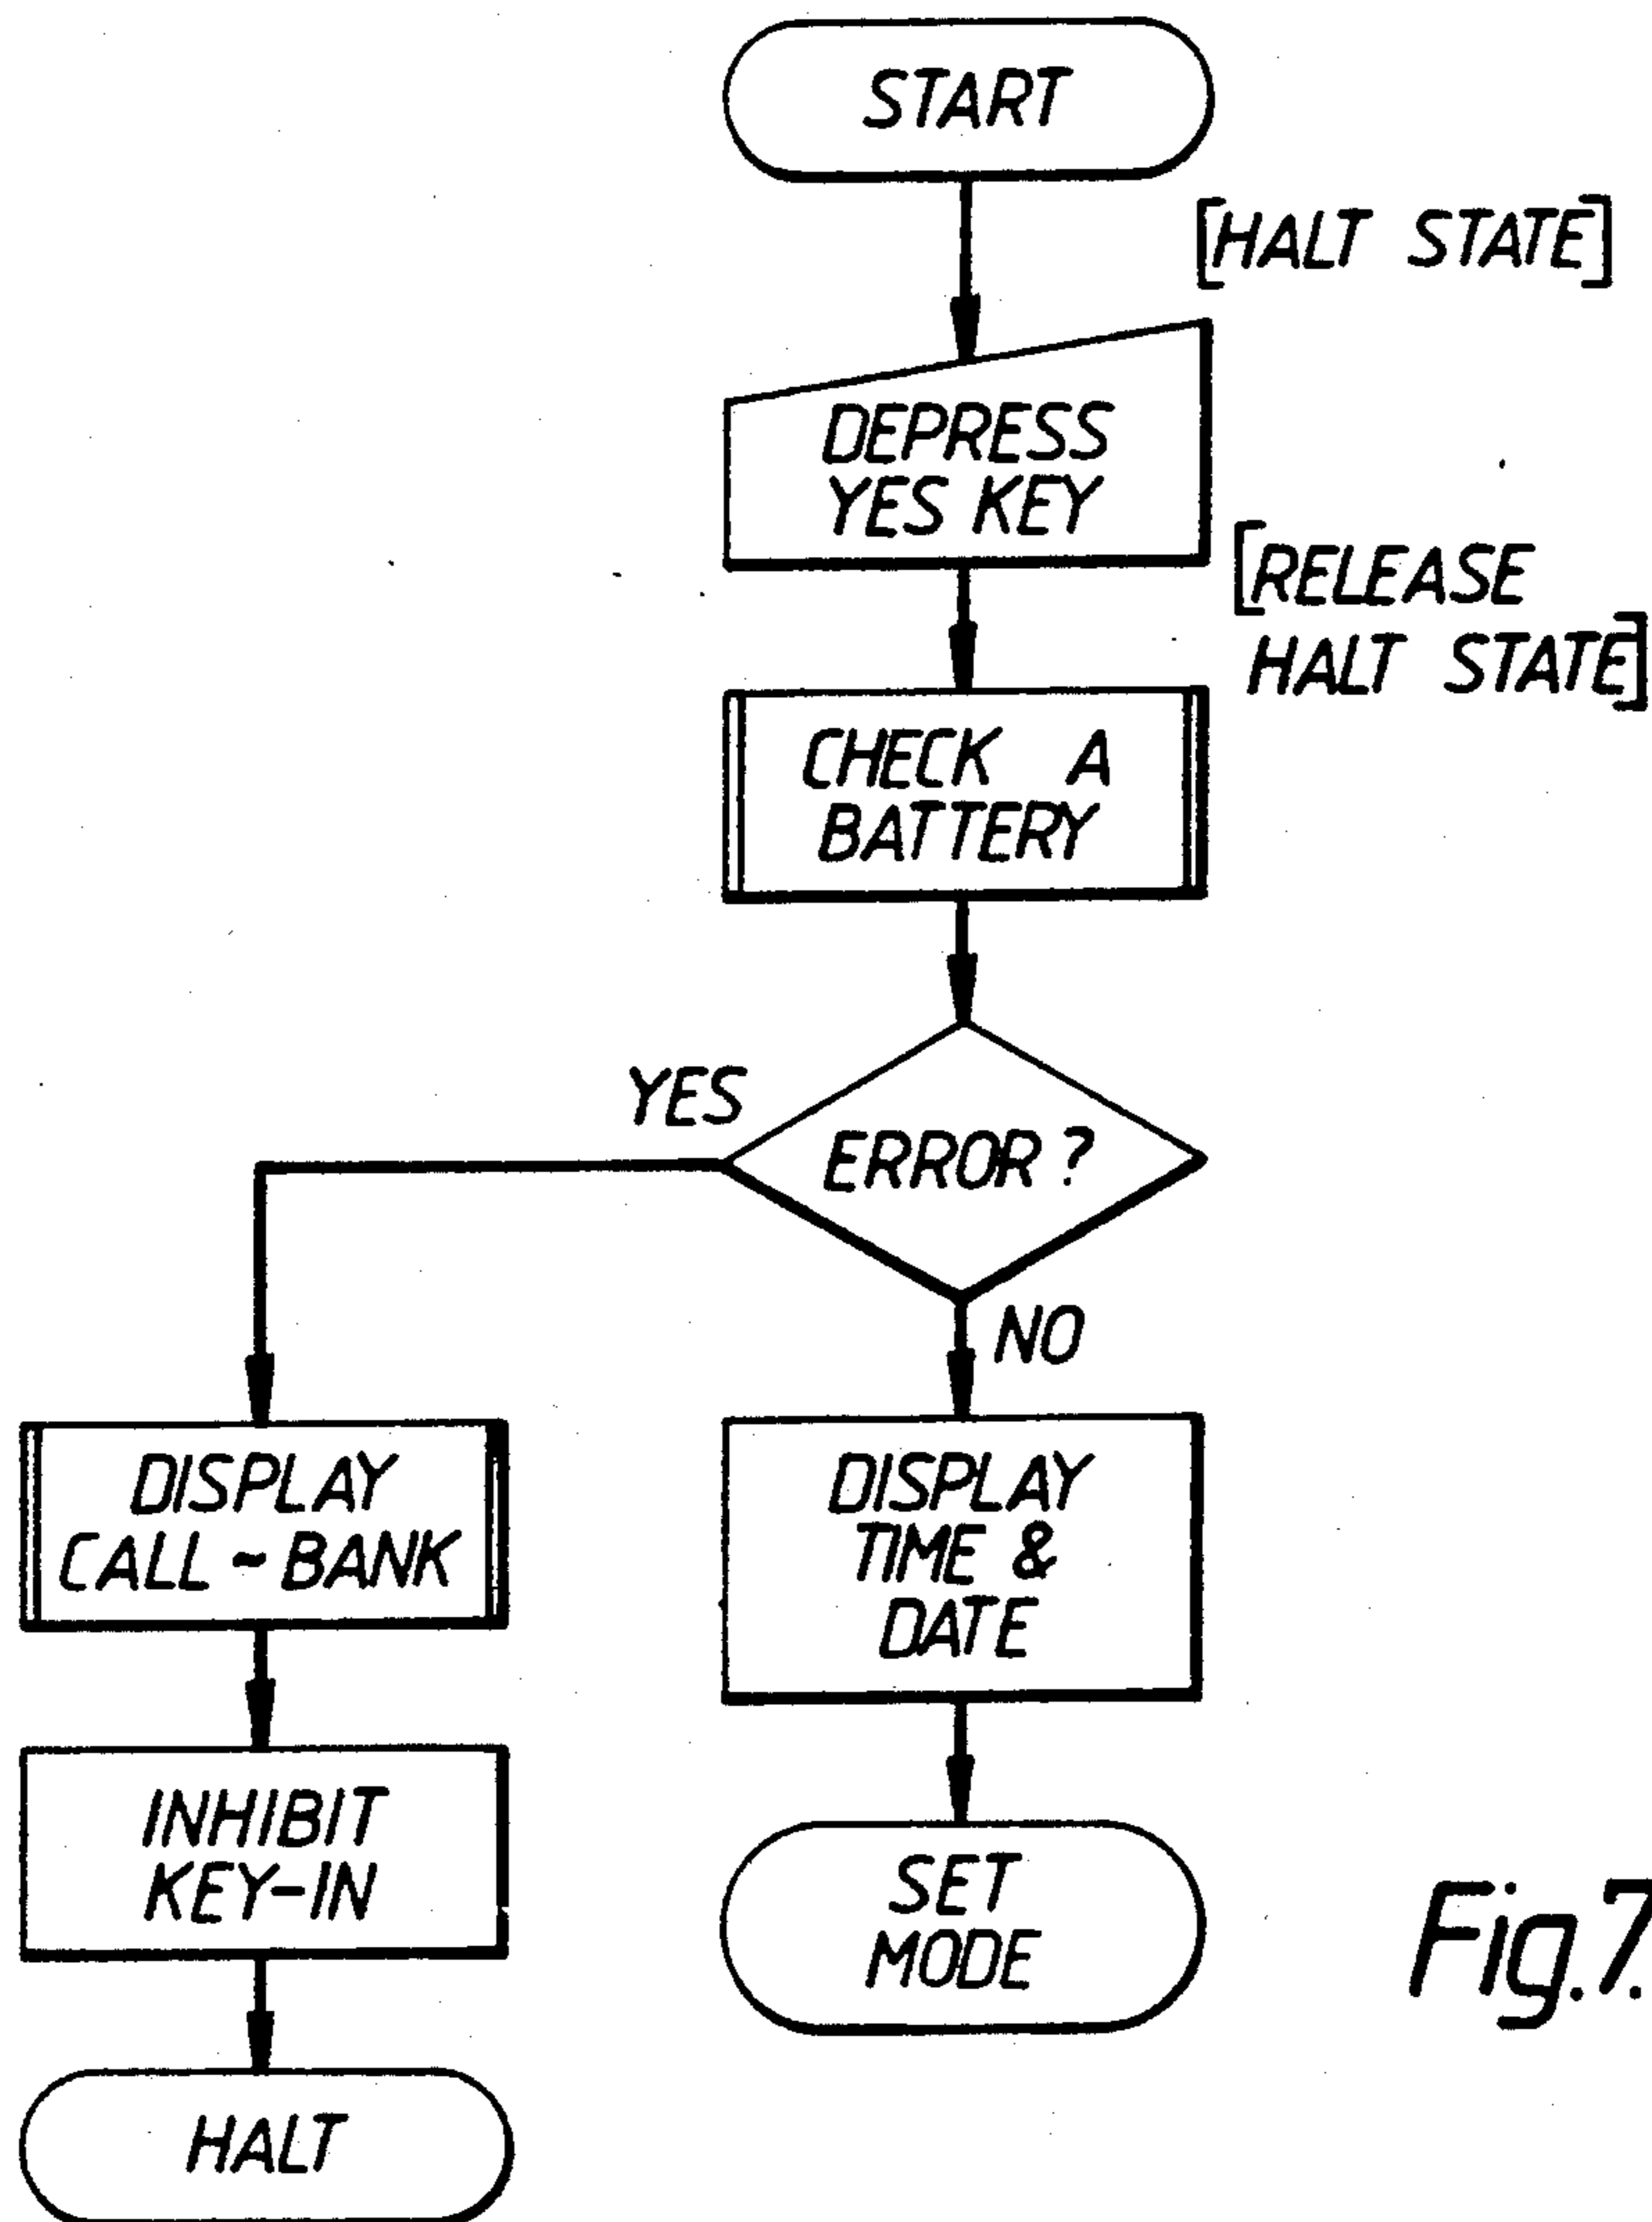 START
[HALT STATE]
DEPRESS
YES KEY
[RELEASE
HALT STATE]
CHECK A
BATTERY
YES
ERROR?
NO
DISPLAY
CALL-BANK
DISPLAY
TIME &
DATE
INHIBIT
KEY-IN
SET
MODE
HALT
Fig.7.